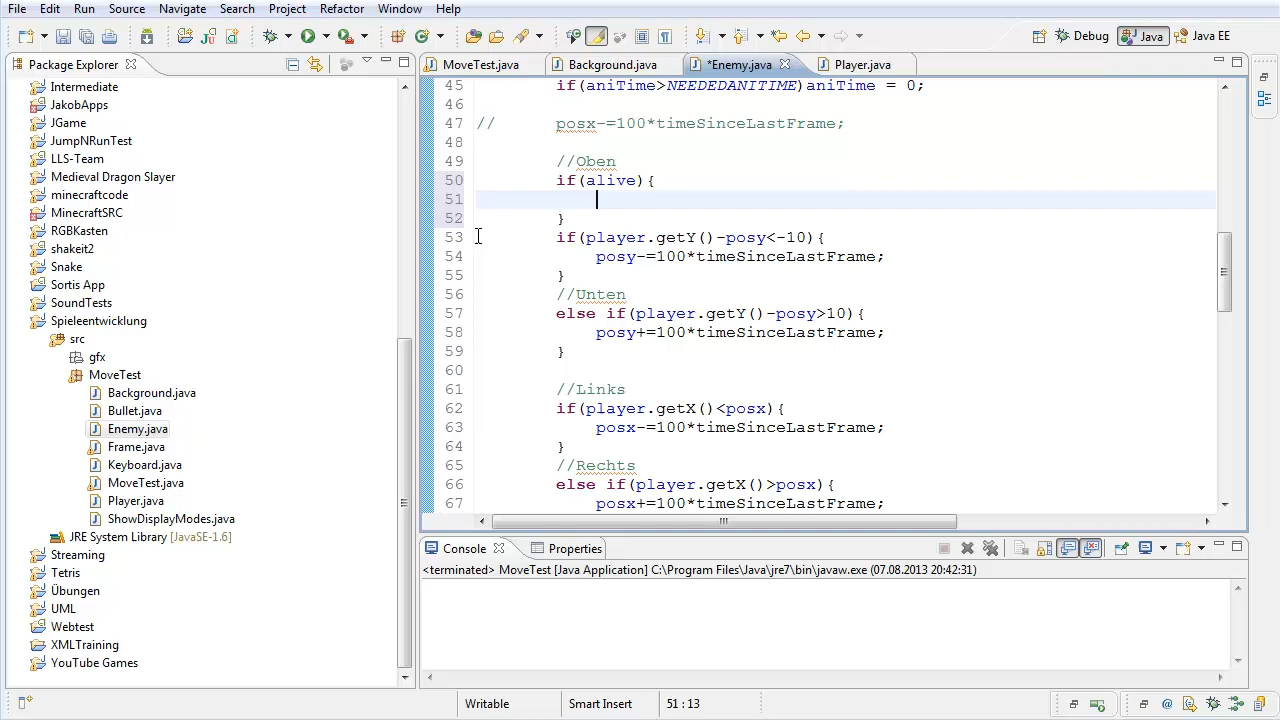 File Edit Run Source Navigate Search Project Refactor Window Help
Debug Java Java EE
Package Explorer
Intermediate
JakobApps
JGame
JumpNRunTest
LLS-Team
Medieval Dragon Slayer
minecraftcode
MinecraftSRC
RGBKasten
shakeit2
Snake
Sortis App
SoundTests
Spieleentwicklung
src
gfx
MoveTest
Background.java
Bullet.java
Enemy.java
Frame.java
Keyboard.java
MoveTest.java
Player.java
ShowDisplayModes.java
JRE System Library [JavaSE-1.6]
Streaming
Tetris
Übungen
UML
Webtest
XMLTraining
YouTube Games
MoveTest.java Background.java *Enemy.java Player.java
45 if(aniTime>NEEDEDANITIME)aniTime = 0;
46
47 // posx-=100*timeSinceLastFrame;
48
49 //Oben
50 if(alive){
51
52 }
53 if(player.getY()-posy<-10){
54 posy-=100*timeSinceLastFrame;
55 }
56 //Unten
57 else if(player.getY()-posy>10){
58 posy+=100*timeSinceLastFrame;
59 }
60
61 //Links
62 if(player.getX()<posx){
63 posx-=100*timeSinceLastFrame;
64 }
65 //Rechts
66 else if(player.getX()>posx){
67 posx+=100*timeSinceLastFrame;
Console Properties
<terminated> MoveTest [Java Application] C:\Program Files\Java\jre7\bin\javaw.exe (07.08.2013 20:42:31)
Writable Smart Insert 51 : 13